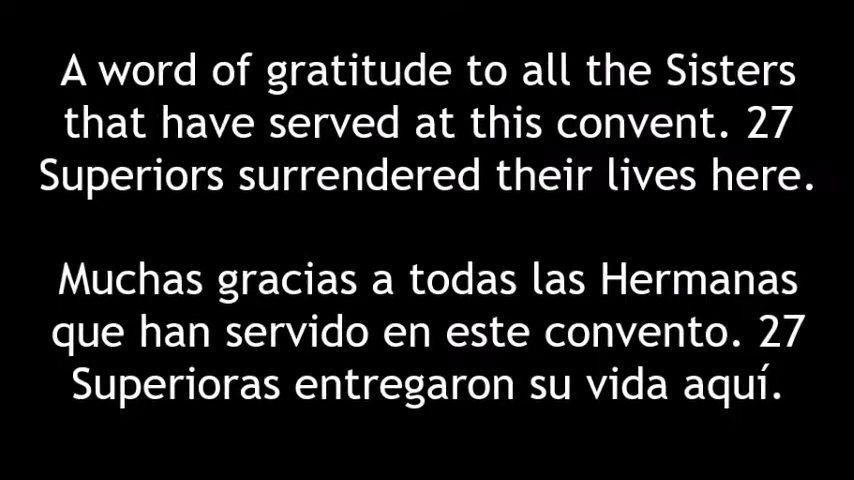 A word of gratitude to all the Sisters
that have served at this convent. 27
Superiors surrendered their lives here.
Muchas gracias a todas las Hermanas
que han servido en este convento. 27
Superioras entregaron su vida aquí.